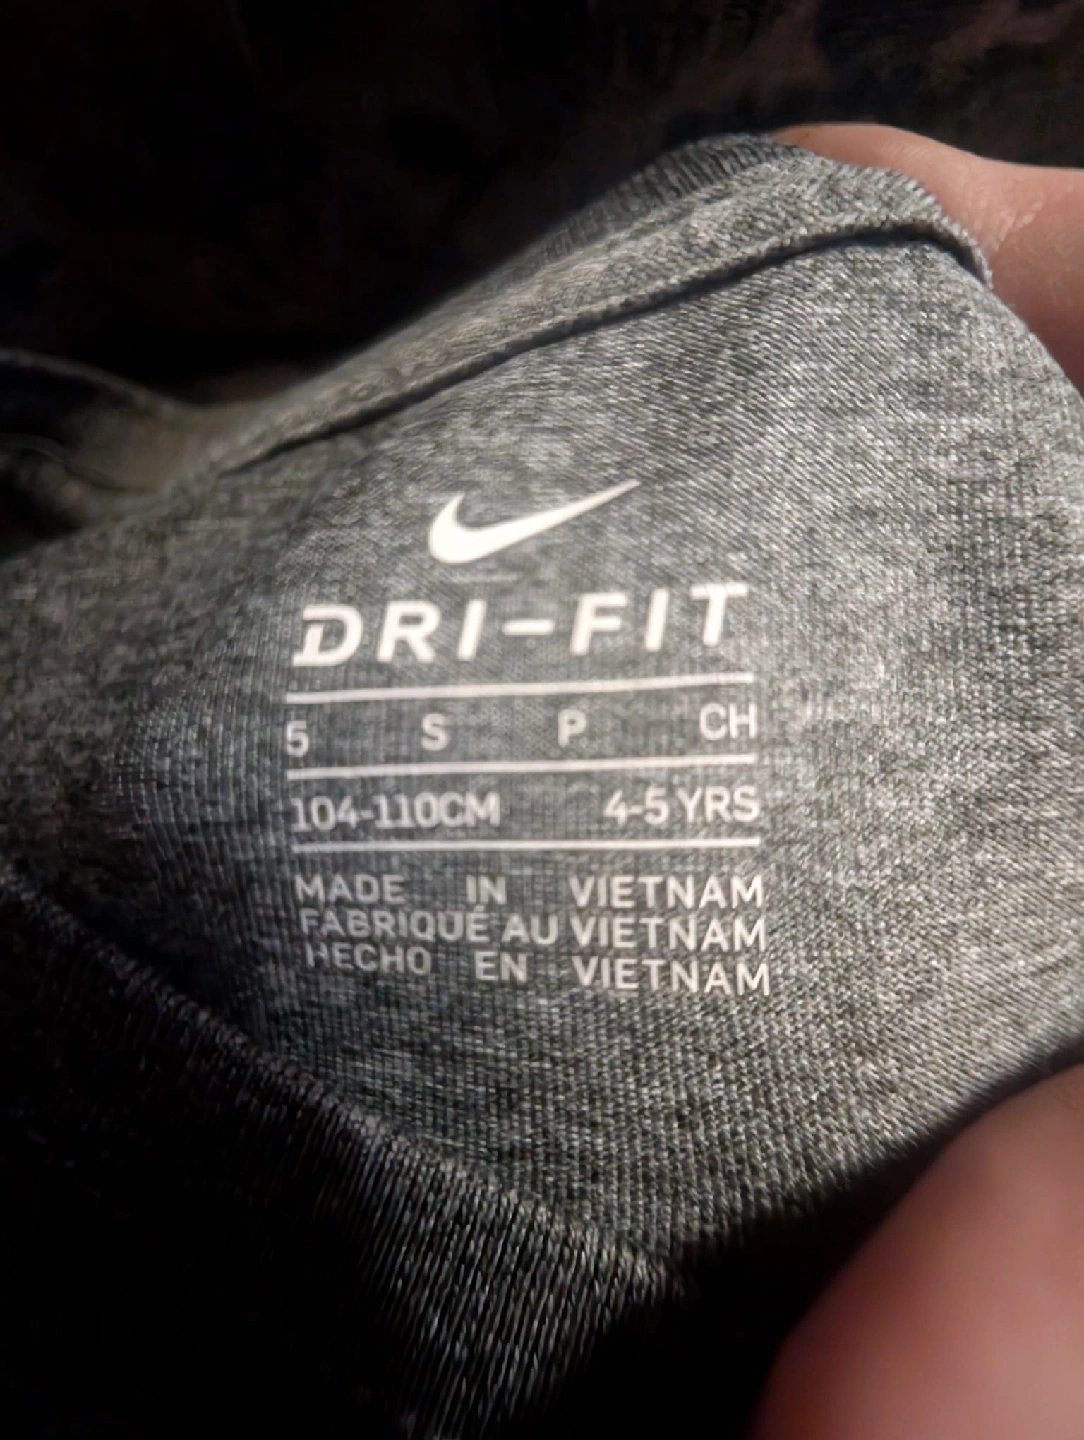 DRI-FIT
5 S P CH
104-110CM 4-5 YRS
MADE IN VIETNAM
FABRIQUÉ AU VIETNAM
HECHO EN VIETNAM